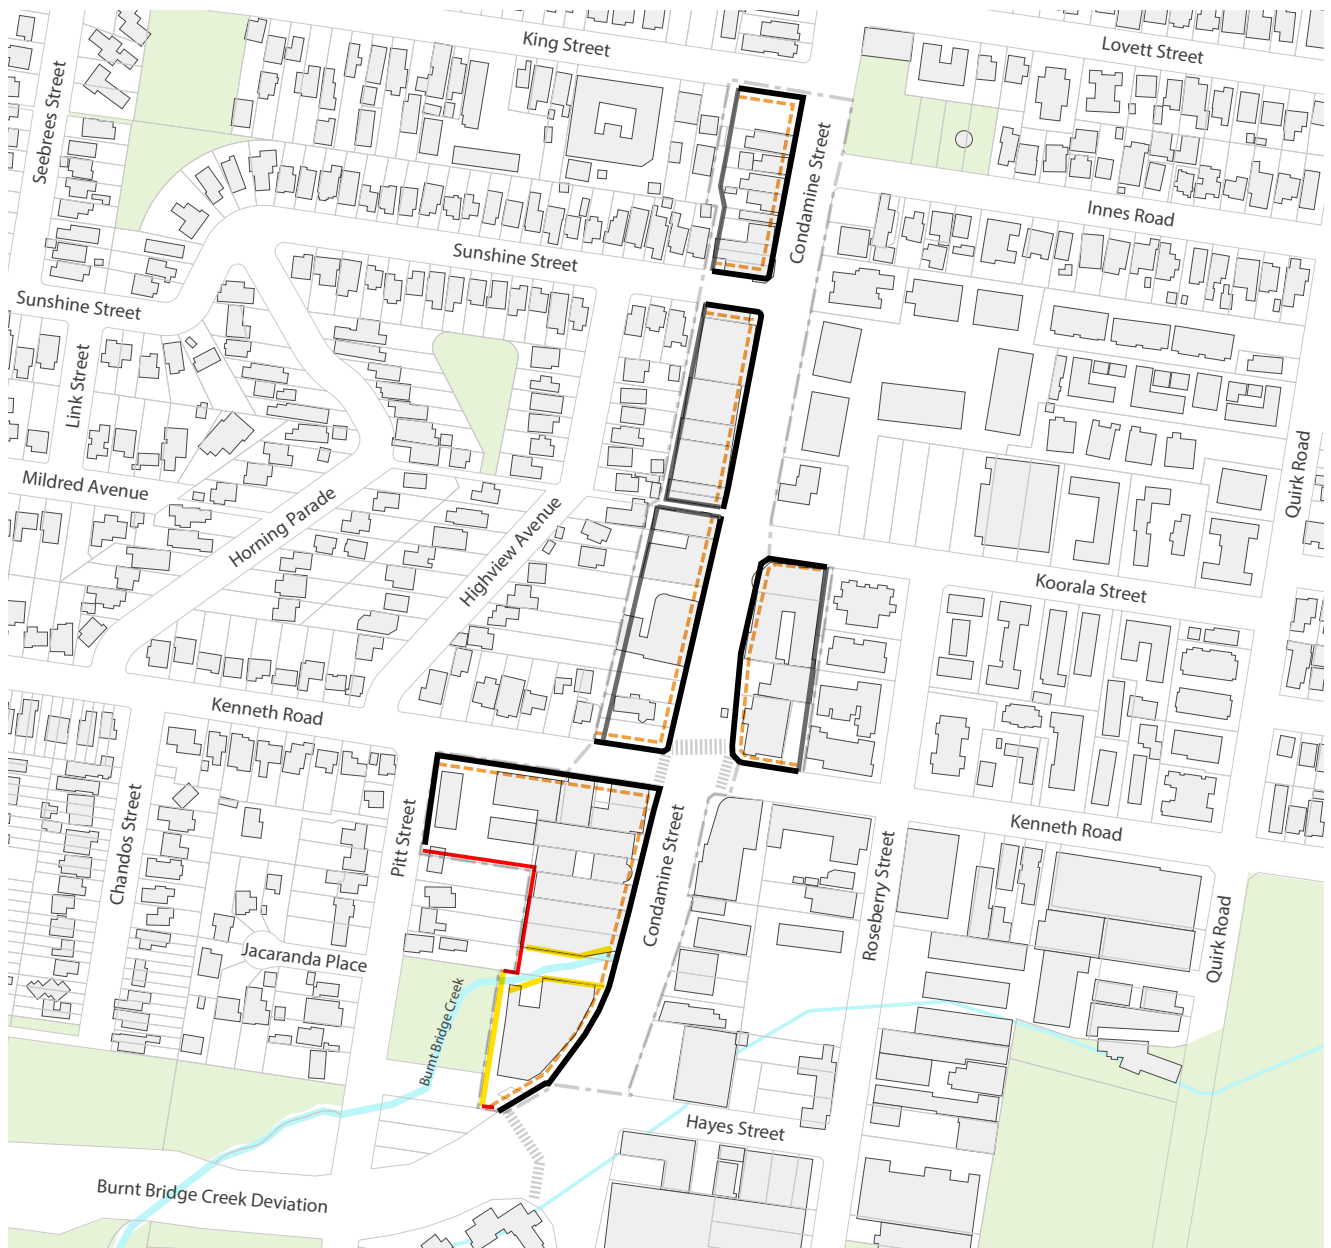 King Street
Lovett Street
Seebrees Street
Condamine Street
Innes Road
Sunshine Street
Sunshine Street
Link Street
Mildred Avenue
Horning Parade
Highview Avenue
Quirk Road
Koorala Street
Kenneth Road
Chandos Street
Pitt Street
Condamine Street
Roseberry Street
Kenneth Road
Quirk Road
Jacaranda Place
Burnt Bridge Creek
Hayes Street
Burnt Bridge Creek Deviation